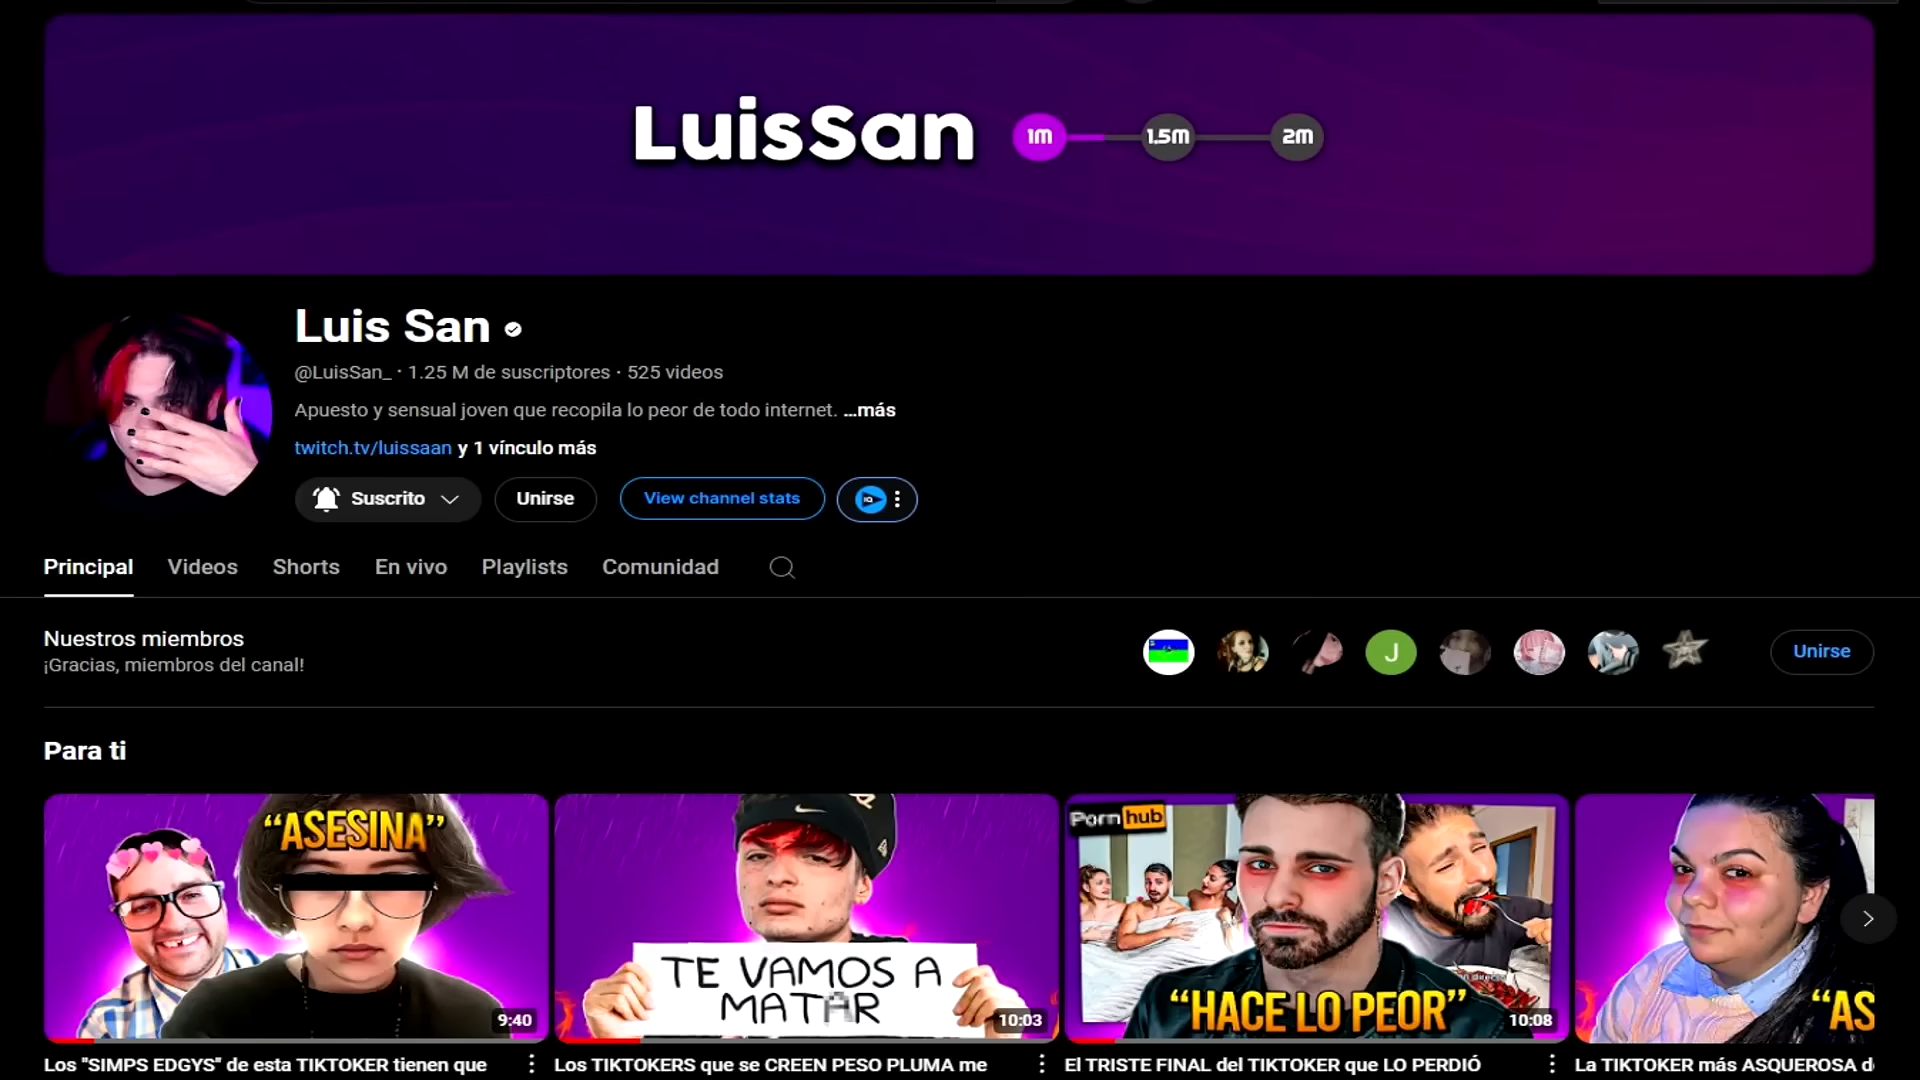 LuisSan
1M
1.5M
2M
Luis San
@LuisSan_ · 1.25 M de suscriptores · 525 videos
Apuesto y sensual joven que recopila lo peor de todo internet. ...más
twitch.tv/luissaan y 1 vínculo más
Suscrito
Unirse
View channel stats
IQ
Principal
Videos
Shorts
En vivo
Playlists
Comunidad
Nuestros miembros
¡Gracias, miembros del canal!
J
Unirse
Para ti
“ASESINA”
9:40
TE VAMOS A
MATAR
10:03
Porn hub
“HACE LO PEOR”
10:08
“AS
Los "SIMPS EDGYS" de esta TIKTOKER tienen que
Los TIKTOKERS que se CREEN PESO PLUMA me
El TRISTE FINAL del TIKTOKER que LO PERDIÓ
La TIKTOKER más ASQUEROSA d